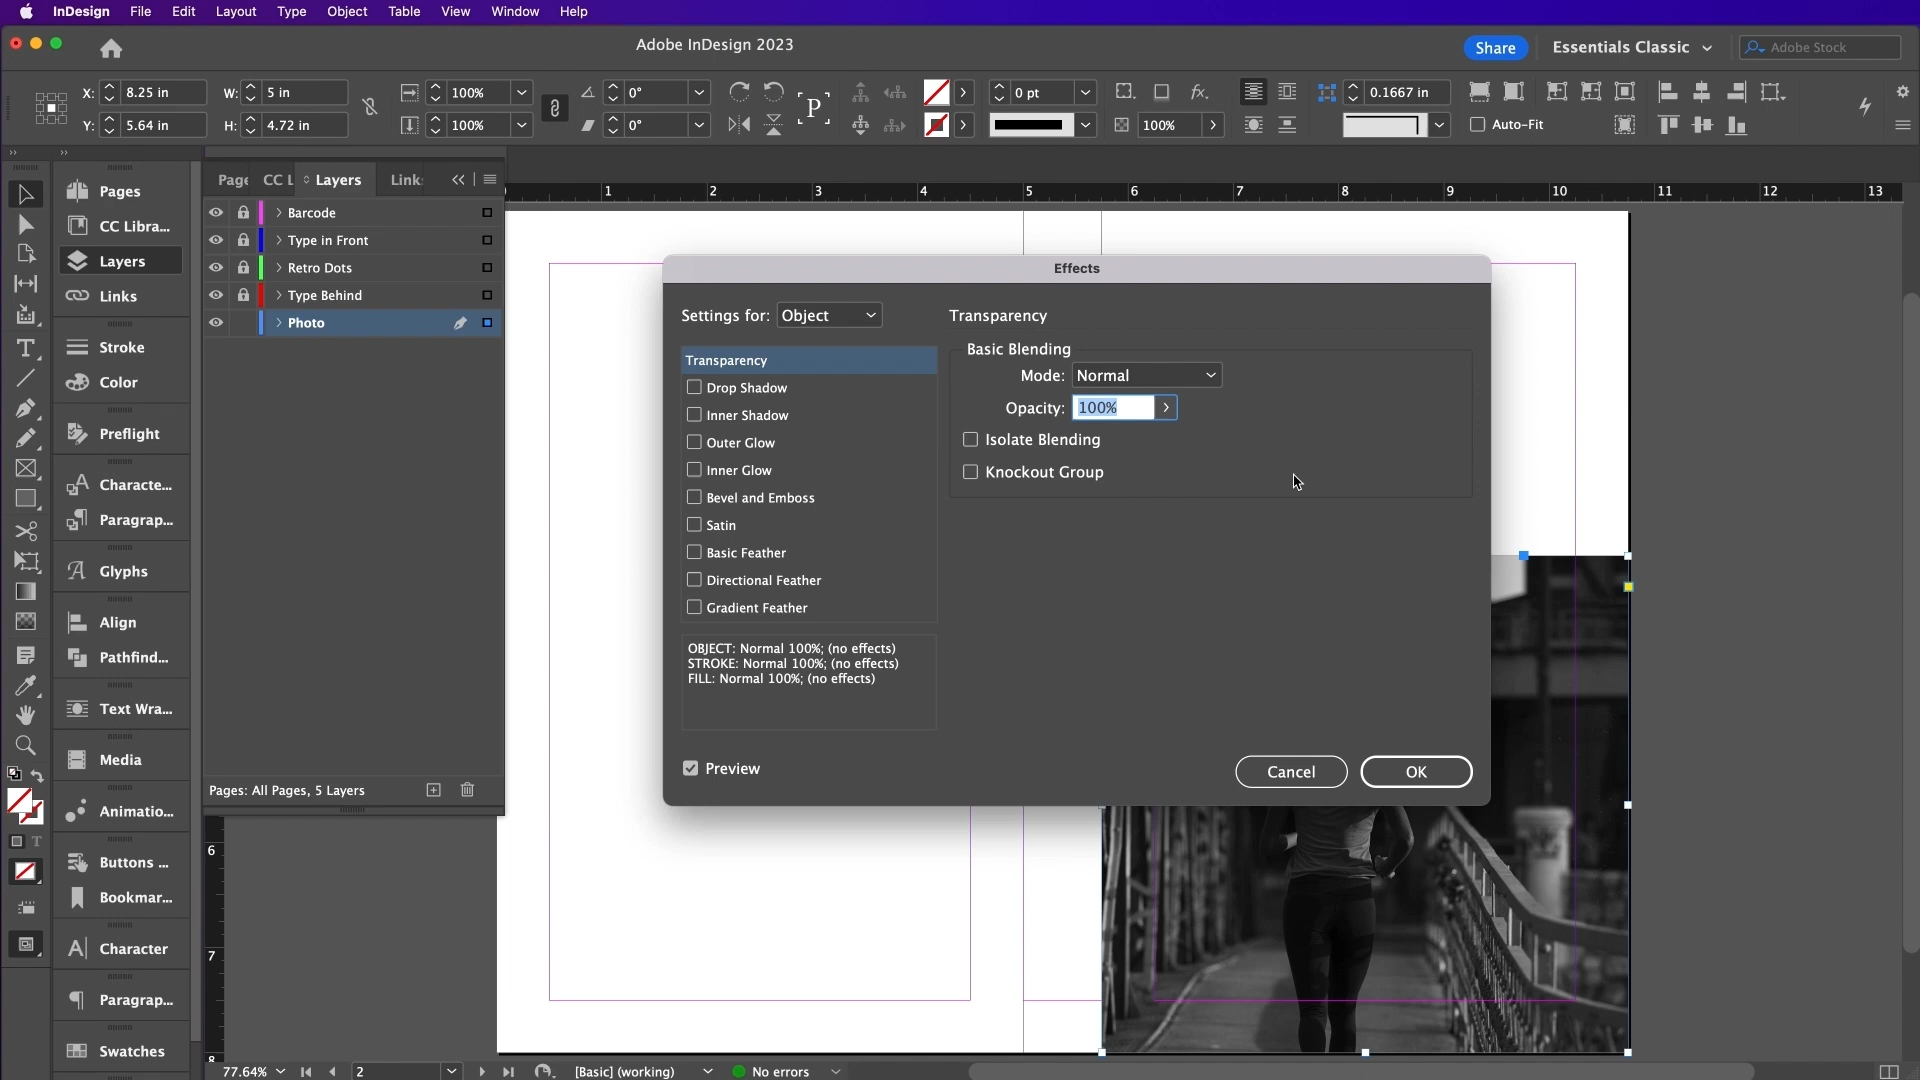 InDesign File Edit Layout Type Object Table View Window Help
Adobe InDesign 2023
Share Essentials Classic Adobe Stock
X: 8.25 in W: 5 in 100% 0° 0 pt 0.1667 in
Y: 5.64 in H: 4.72 in 100% 0° P 100% Auto-Fit
Pages
CC Libra...
Layers
Links
Stroke
Color
Preflight
Characte...
Paragrap...
Glyphs
Align
Pathfind...
Text Wra...
Media
Animatio...
Buttons ...
Bookmar...
Character
Paragrap...
Swatches
Page CC L Layers Link
Barcode
Type in Front
Retro Dots
Type Behind
Photo
Pages: All Pages, 5 Layers
1 2 3 4 5 6 7 8 9 10 11 12 13
6
7
8
Effects
Settings for: Object
Transparency
Drop Shadow
Inner Shadow
Outer Glow
Inner Glow
Bevel and Emboss
Satin
Basic Feather
Directional Feather
Gradient Feather
OBJECT: Normal 100%; (no effects)
STROKE: Normal 100%; (no effects)
FILL: Normal 100%; (no effects)
Preview
Transparency
Basic Blending
Mode: Normal
Opacity: 100%
Isolate Blending
Knockout Group
Cancel OK
77.64% 2 [Basic] (working) No errors